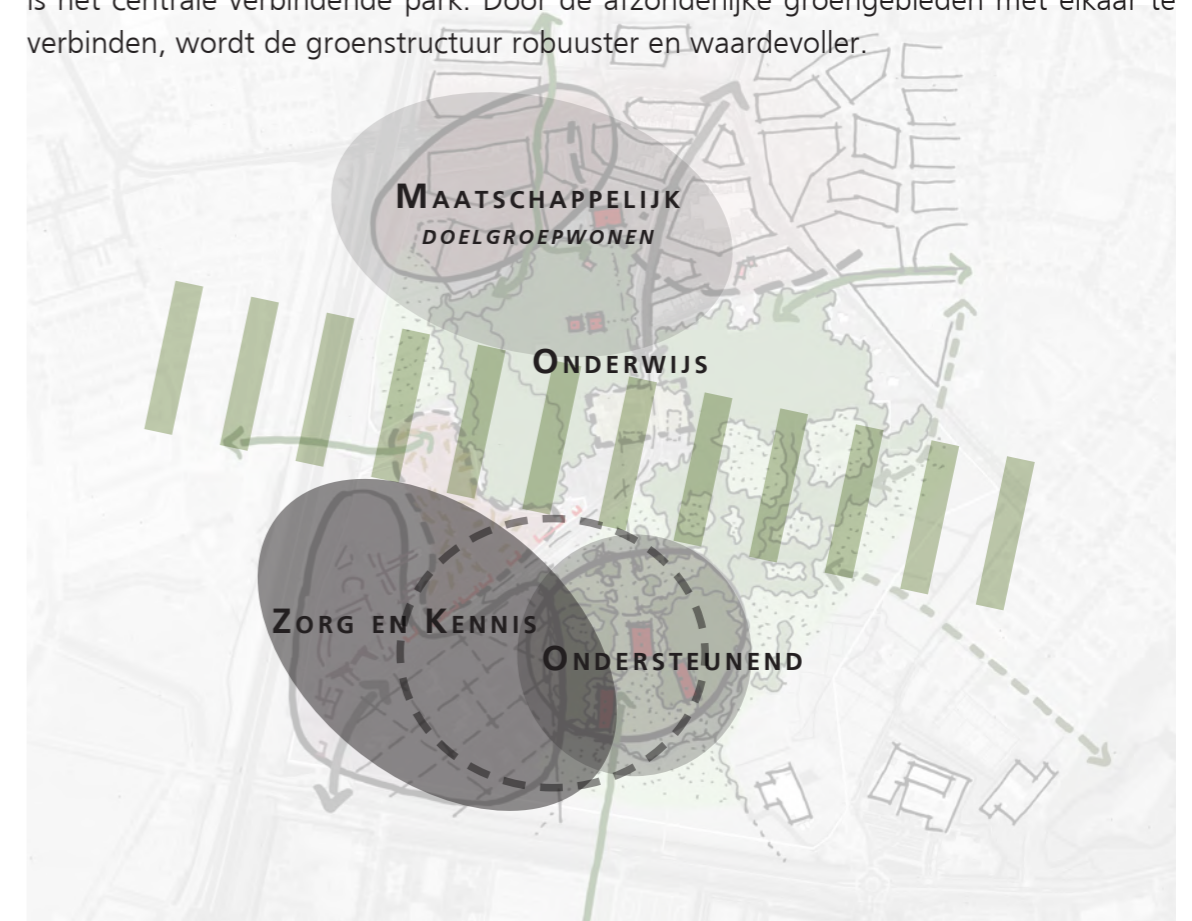 is het centrale verbindende park. Door de afzonderlijke groengebieden met elkaar te
verbinden, wordt de groenstructuur robuuster en waardevoller.
MAATSCHAPPELIJK
DOELGROEPWONEN
ONDERWIJS
ZORG EN KENNIS
ONDERSTEUNEND